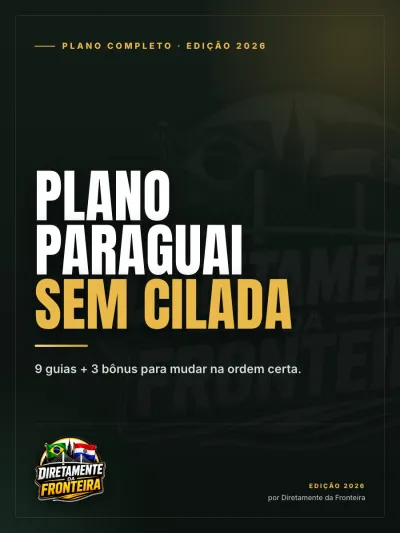 PLANO COMPLETO · EDIÇÃO 2026
PLANO
PARAGUAI
SEM CILADA
9 guias + 3 bônus para mudar na ordem certa.
DIRETAMENTE
DA
FRONTEIRA
EDIÇÃO 2026
por Diretamente da Fronteira